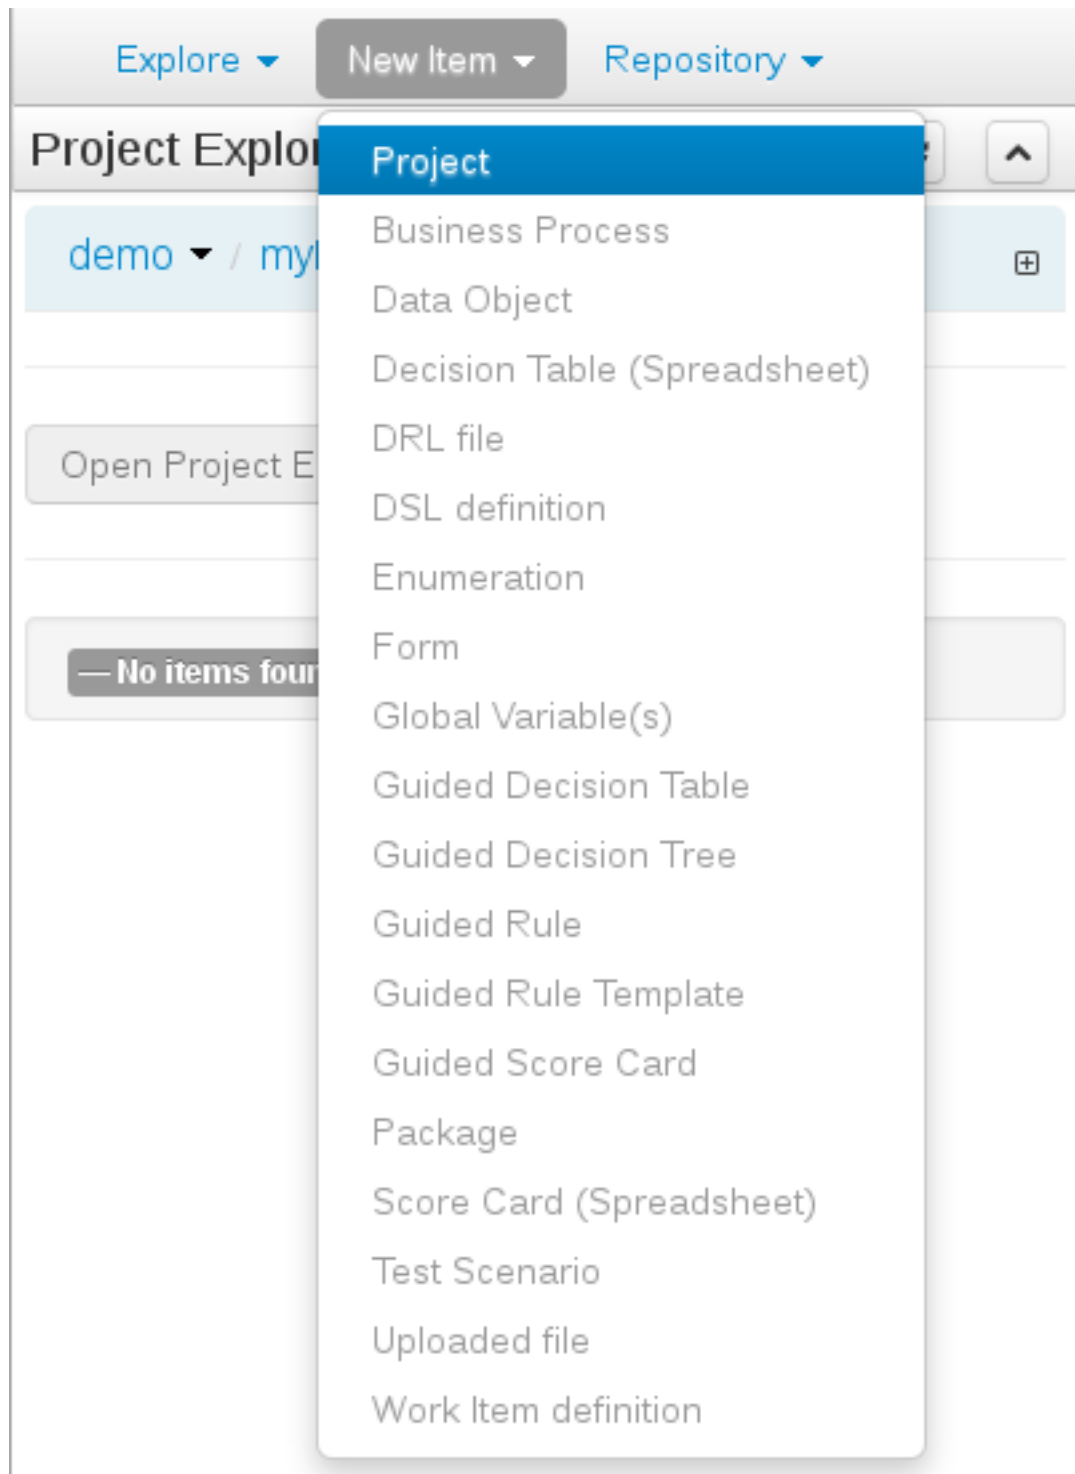 Explore New Item Repository
Project Explor
Project
demo / my
Business Process
Data Object
Decision Table (Spreadsheet)
DRL file
Open Project E
DSL definition
Enumeration
Form
— No items four
Global Variable(s)
Guided Decision Table
Guided Decision Tree
Guided Rule
Guided Rule Template
Guided Score Card
Package
Score Card (Spreadsheet)
Test Scenario
Uploaded file
Work Item definition